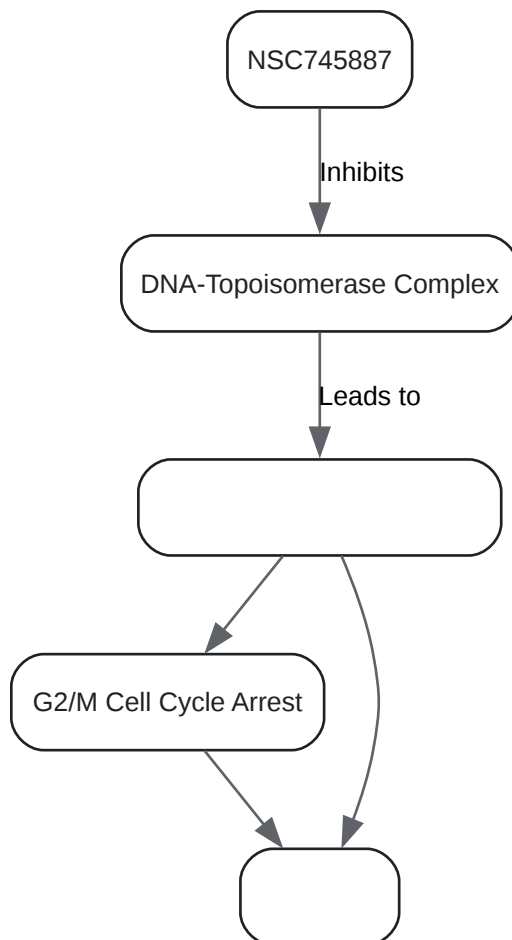 NSC745887
Inhibits
DNA-Topoisomerase Complex
Leads to
G2/M Cell Cycle Arrest